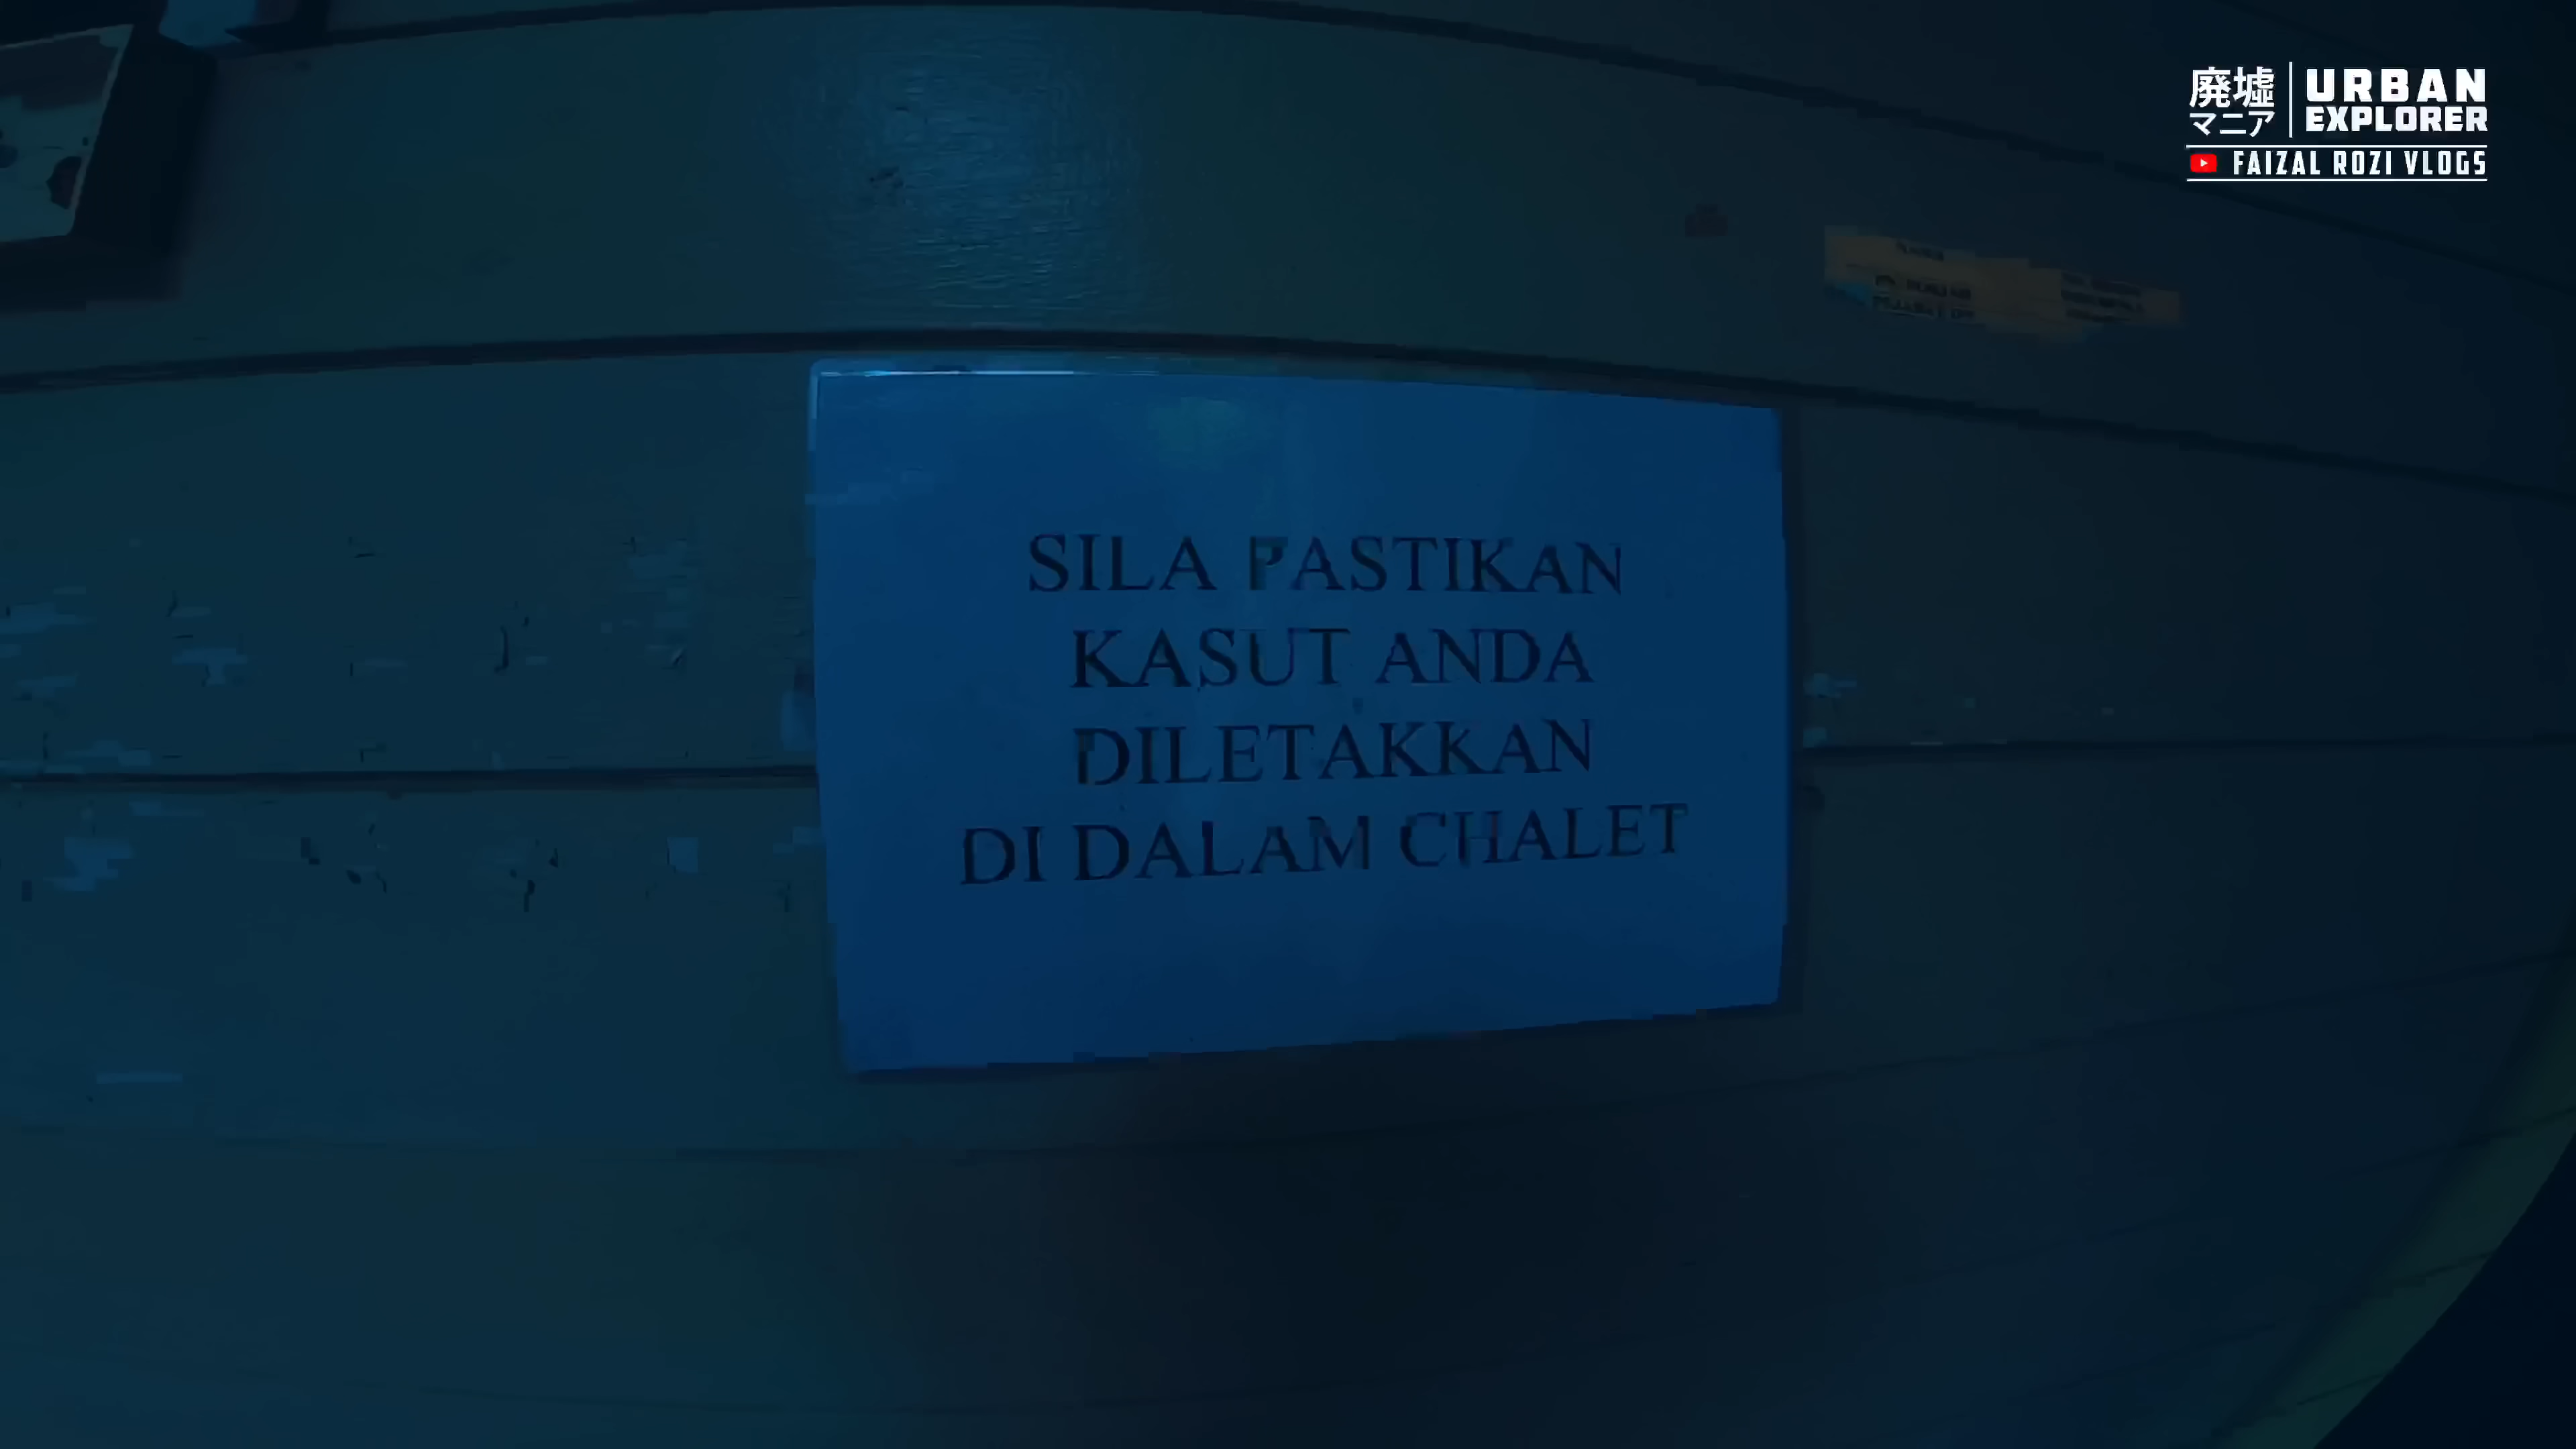 廃墟
マニア
URBAN
EXPLORER
FAIZAL ROZI VLOGS
SILA PASTIKAN
KASUT ANDA
DILETAKKAN
DI DALAM CHALET